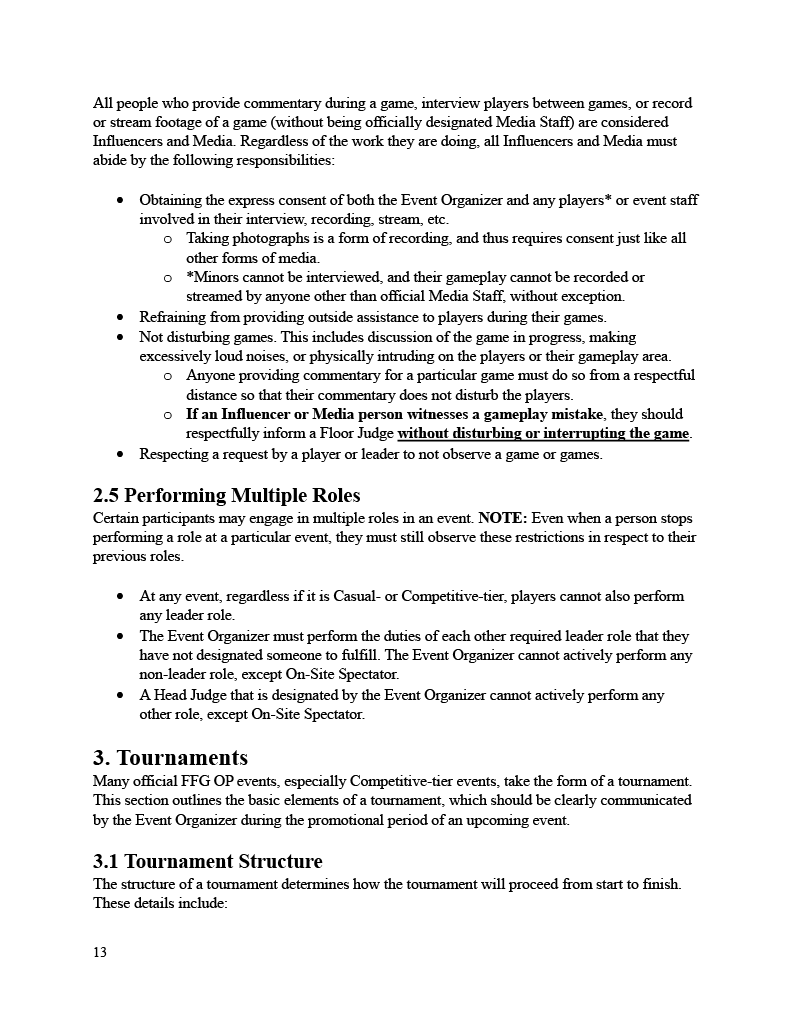 All people who provide commentary during a game, interview players between games, or record
or stream footage of a game (without being officially designated Media Staff) are considered
Influencers and Media. Regardless of the work they are doing, all Influencers and Media must
abide by the following responsibilities:
• Obtaining the express consent of both the Event Organizer and any players* or event staff
involved in their interview, recording, stream, etc.
o Taking photographs is a form of recording, and thus requires consent just like all
other forms of media.
o *Minors cannot be interviewed, and their gameplay cannot be recorded or
streamed by anyone other than official Media Staff, without exception.
• Refraining from providing outside assistance to players during their games.
• Not disturbing games. This includes discussion of the game in progress, making
excessively loud noises, or physically intruding on the players or their gameplay area.
o Anyone providing commentary for a particular game must do so from a respectful
distance so that their commentary does not disturb the players.
o If an Influencer or Media person witnesses a gameplay mistake, they should
respectfully inform a Floor Judge without disturbing or interrupting the game.
• Respecting a request by a player or leader to not observe a game or games.
2.5 Performing Multiple Roles
Certain participants may engage in multiple roles in an event. NOTE: Even when a person stops
performing a role at a particular event, they must still observe these restrictions in respect to their
previous roles.
• At any event, regardless if it is Casual- or Competitive-tier, players cannot also perform
any leader role.
• The Event Organizer must perform the duties of each other required leader role that they
have not designated someone to fulfill. The Event Organizer cannot actively perform any
non-leader role, except On-Site Spectator.
• A Head Judge that is designated by the Event Organizer cannot actively perform any
other role, except On-Site Spectator.
3. Tournaments
Many official FFG OP events, especially Competitive-tier events, take the form of a tournament.
This section outlines the basic elements of a tournament, which should be clearly communicated
by the Event Organizer during the promotional period of an upcoming event.
3.1 Tournament Structure
The structure of a tournament determines how the tournament will proceed from start to finish.
These details include:
13